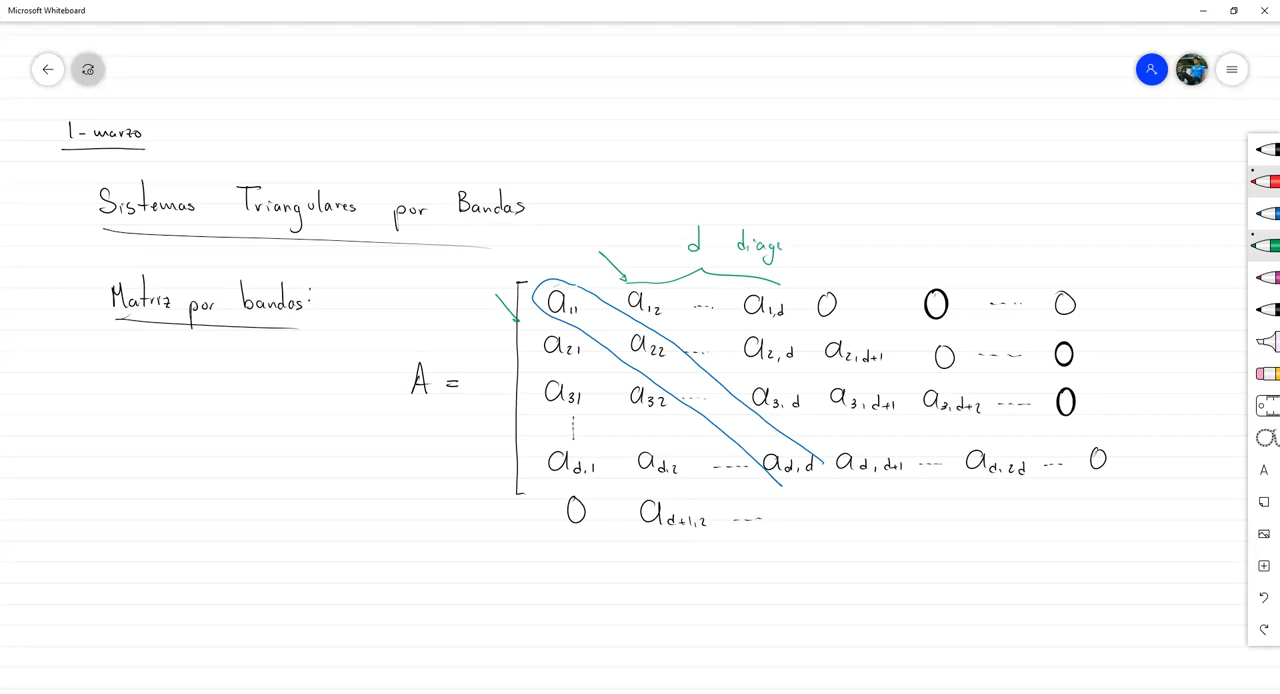 Microsoft Whiteboard
1 - marzo
Sistemas Triangulares por Bandas
d diago
Matriz por bandas:
a11 a12 ... a1,d 0 0 ---- 0
a21 a22 .... a2,d a2,d+1 0 ---- 0
A =
a31 a32 .... a3,d a3,d+1 a3,d+2 ---- 0
ad,1 ad,2 ---- ad,d ad,d+1 --- ad,2d --- 0
0 ad+1,2 ---
A